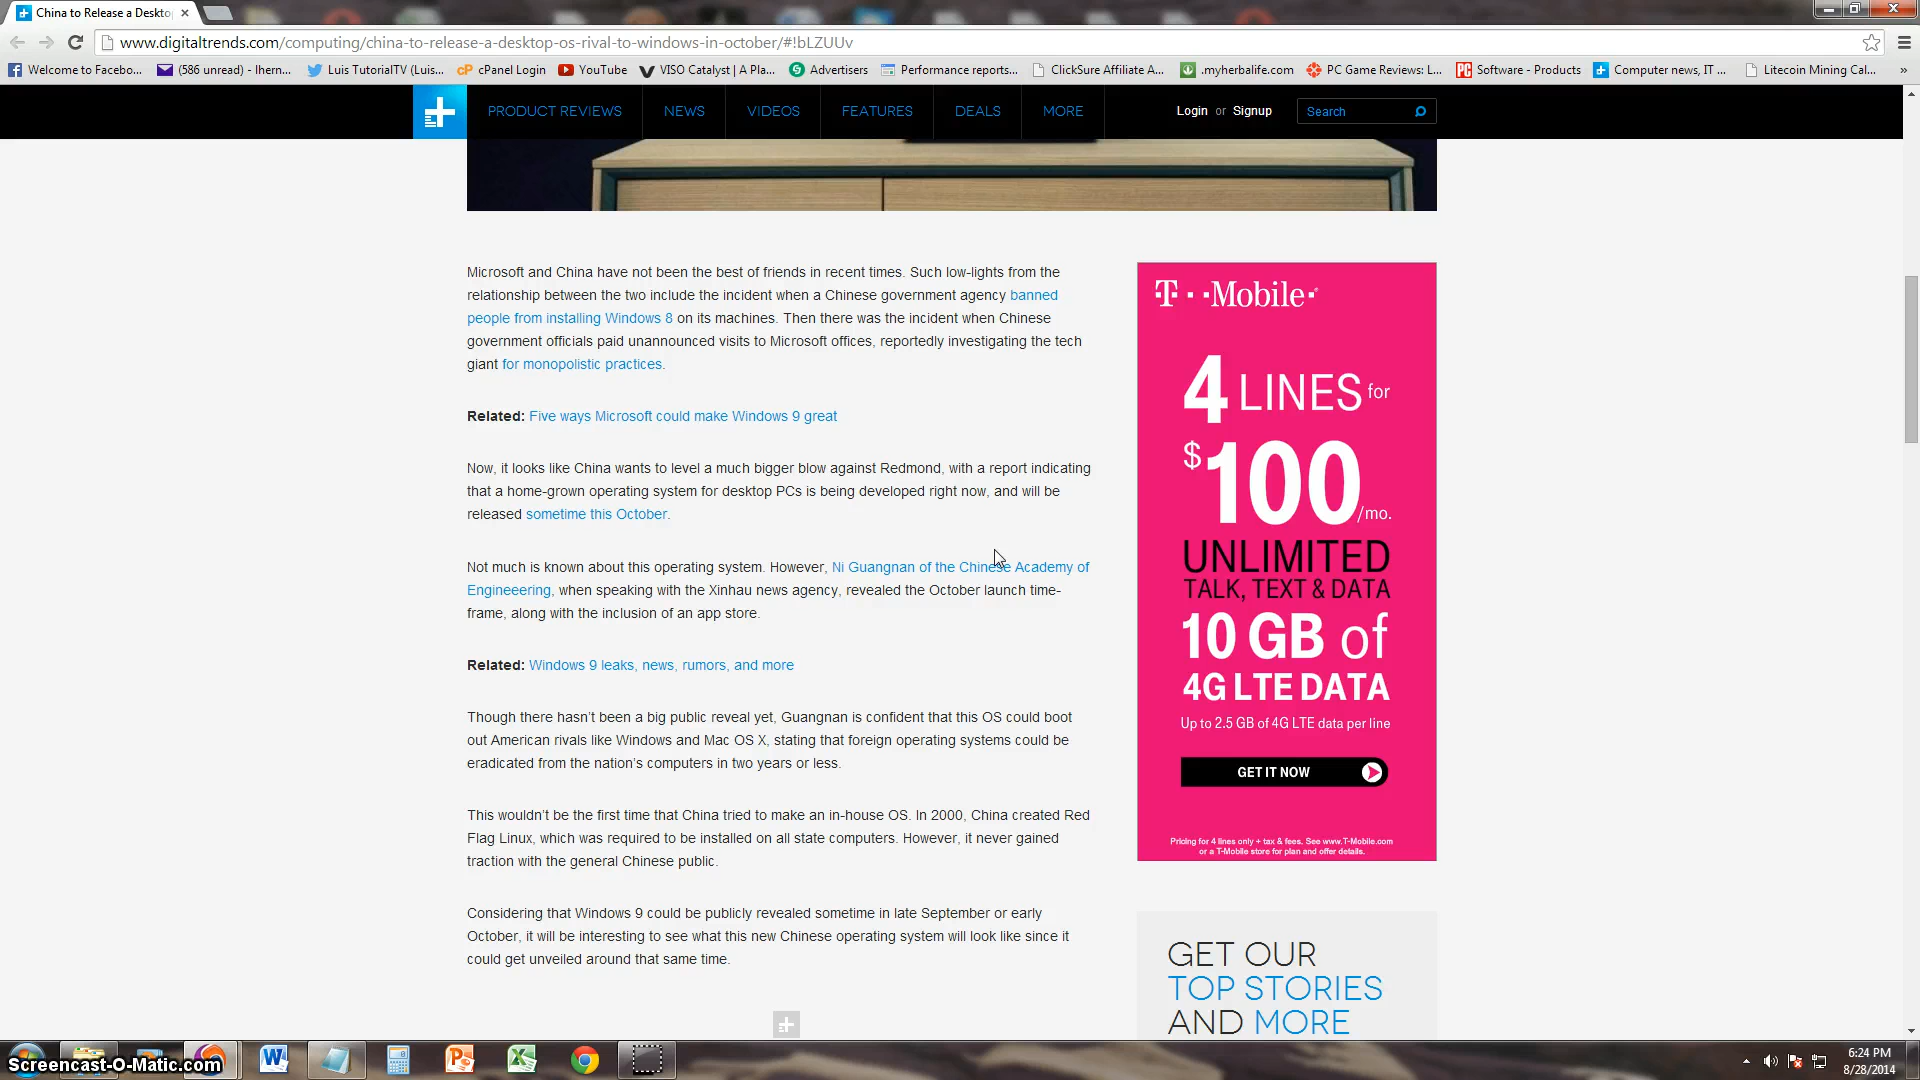 China to Release a Deskto
www.digitaltrends.com/computing/china-to-release-a-desktop-os-rival-to-windows-in-october/#!bLZUUv
Welcome to Facebo...
(586 unread) - lhern...
Luis TutorialTV (Luis...
cPanel Login
YouTube
VISO Catalyst | A Pla...
Advertisers
Performance reports...
ClickSure Affiliate A...
.myherbalife.com
PC Game Reviews: L...
Software - Products
Computer news, IT ...
Litecoin Mining Cal...
»
PRODUCT REVIEWS
NEWS
VIDEOS
FEATURES
DEALS
MORE
Login or Signup
Search
Microsoft and China have not been the best of friends in recent times. Such low-lights from the
relationship between the two include the incident when a Chinese government agency banned
people from installing Windows 8 on its machines. Then there was the incident when Chinese
government officials paid unannounced visits to Microsoft offices, reportedly investigating the tech
giant for monopolistic practices.
Related: Five ways Microsoft could make Windows 9 great
Now, it looks like China wants to level a much bigger blow against Redmond, with a report indicating
that a home-grown operating system for desktop PCs is being developed right now, and will be
released sometime this October.
Not much is known about this operating system. However, Ni Guangnan of the Chinese Academy of
Engineeering, when speaking with the Xinhau news agency, revealed the October launch time-
frame, along with the inclusion of an app store.
Related: Windows 9 leaks, news, rumors, and more
Though there hasn't been a big public reveal yet, Guangnan is confident that this OS could boot
out American rivals like Windows and Mac OS X, stating that foreign operating systems could be
eradicated from the nation's computers in two years or less.
This wouldn't be the first time that China tried to make an in-house OS. In 2000, China created Red
Flag Linux, which was required to be installed on all state computers. However, it never gained
traction with the general Chinese public.
Considering that Windows 9 could be publicly revealed sometime in late September or early
October, it will be interesting to see what this new Chinese operating system will look like since it
could get unveiled around that same time.
T··Mobile·
4 LINES for
$100/mo.
UNLIMITED
TALK, TEXT & DATA
10 GB of
4G LTE DATA
Up to 2.5 GB of 4G LTE data per line
GET IT NOW
Pricing for 4 lines only + tax & fees. See www.T-Mobile.com
or a T-Mobile store for plan and offer details.
GET OUR
TOP STORIES
AND MORE
Screencast-O-Matic.com
6:24 PM
8/28/2014